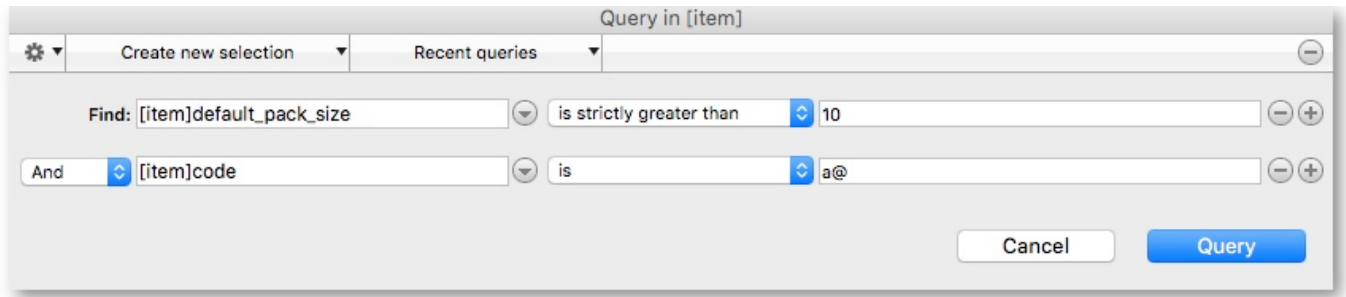 Query in [item]
Create new selection Recent queries
Find: [item]default_pack_size is strictly greater than 10
And [item]code is a@
Cancel Query